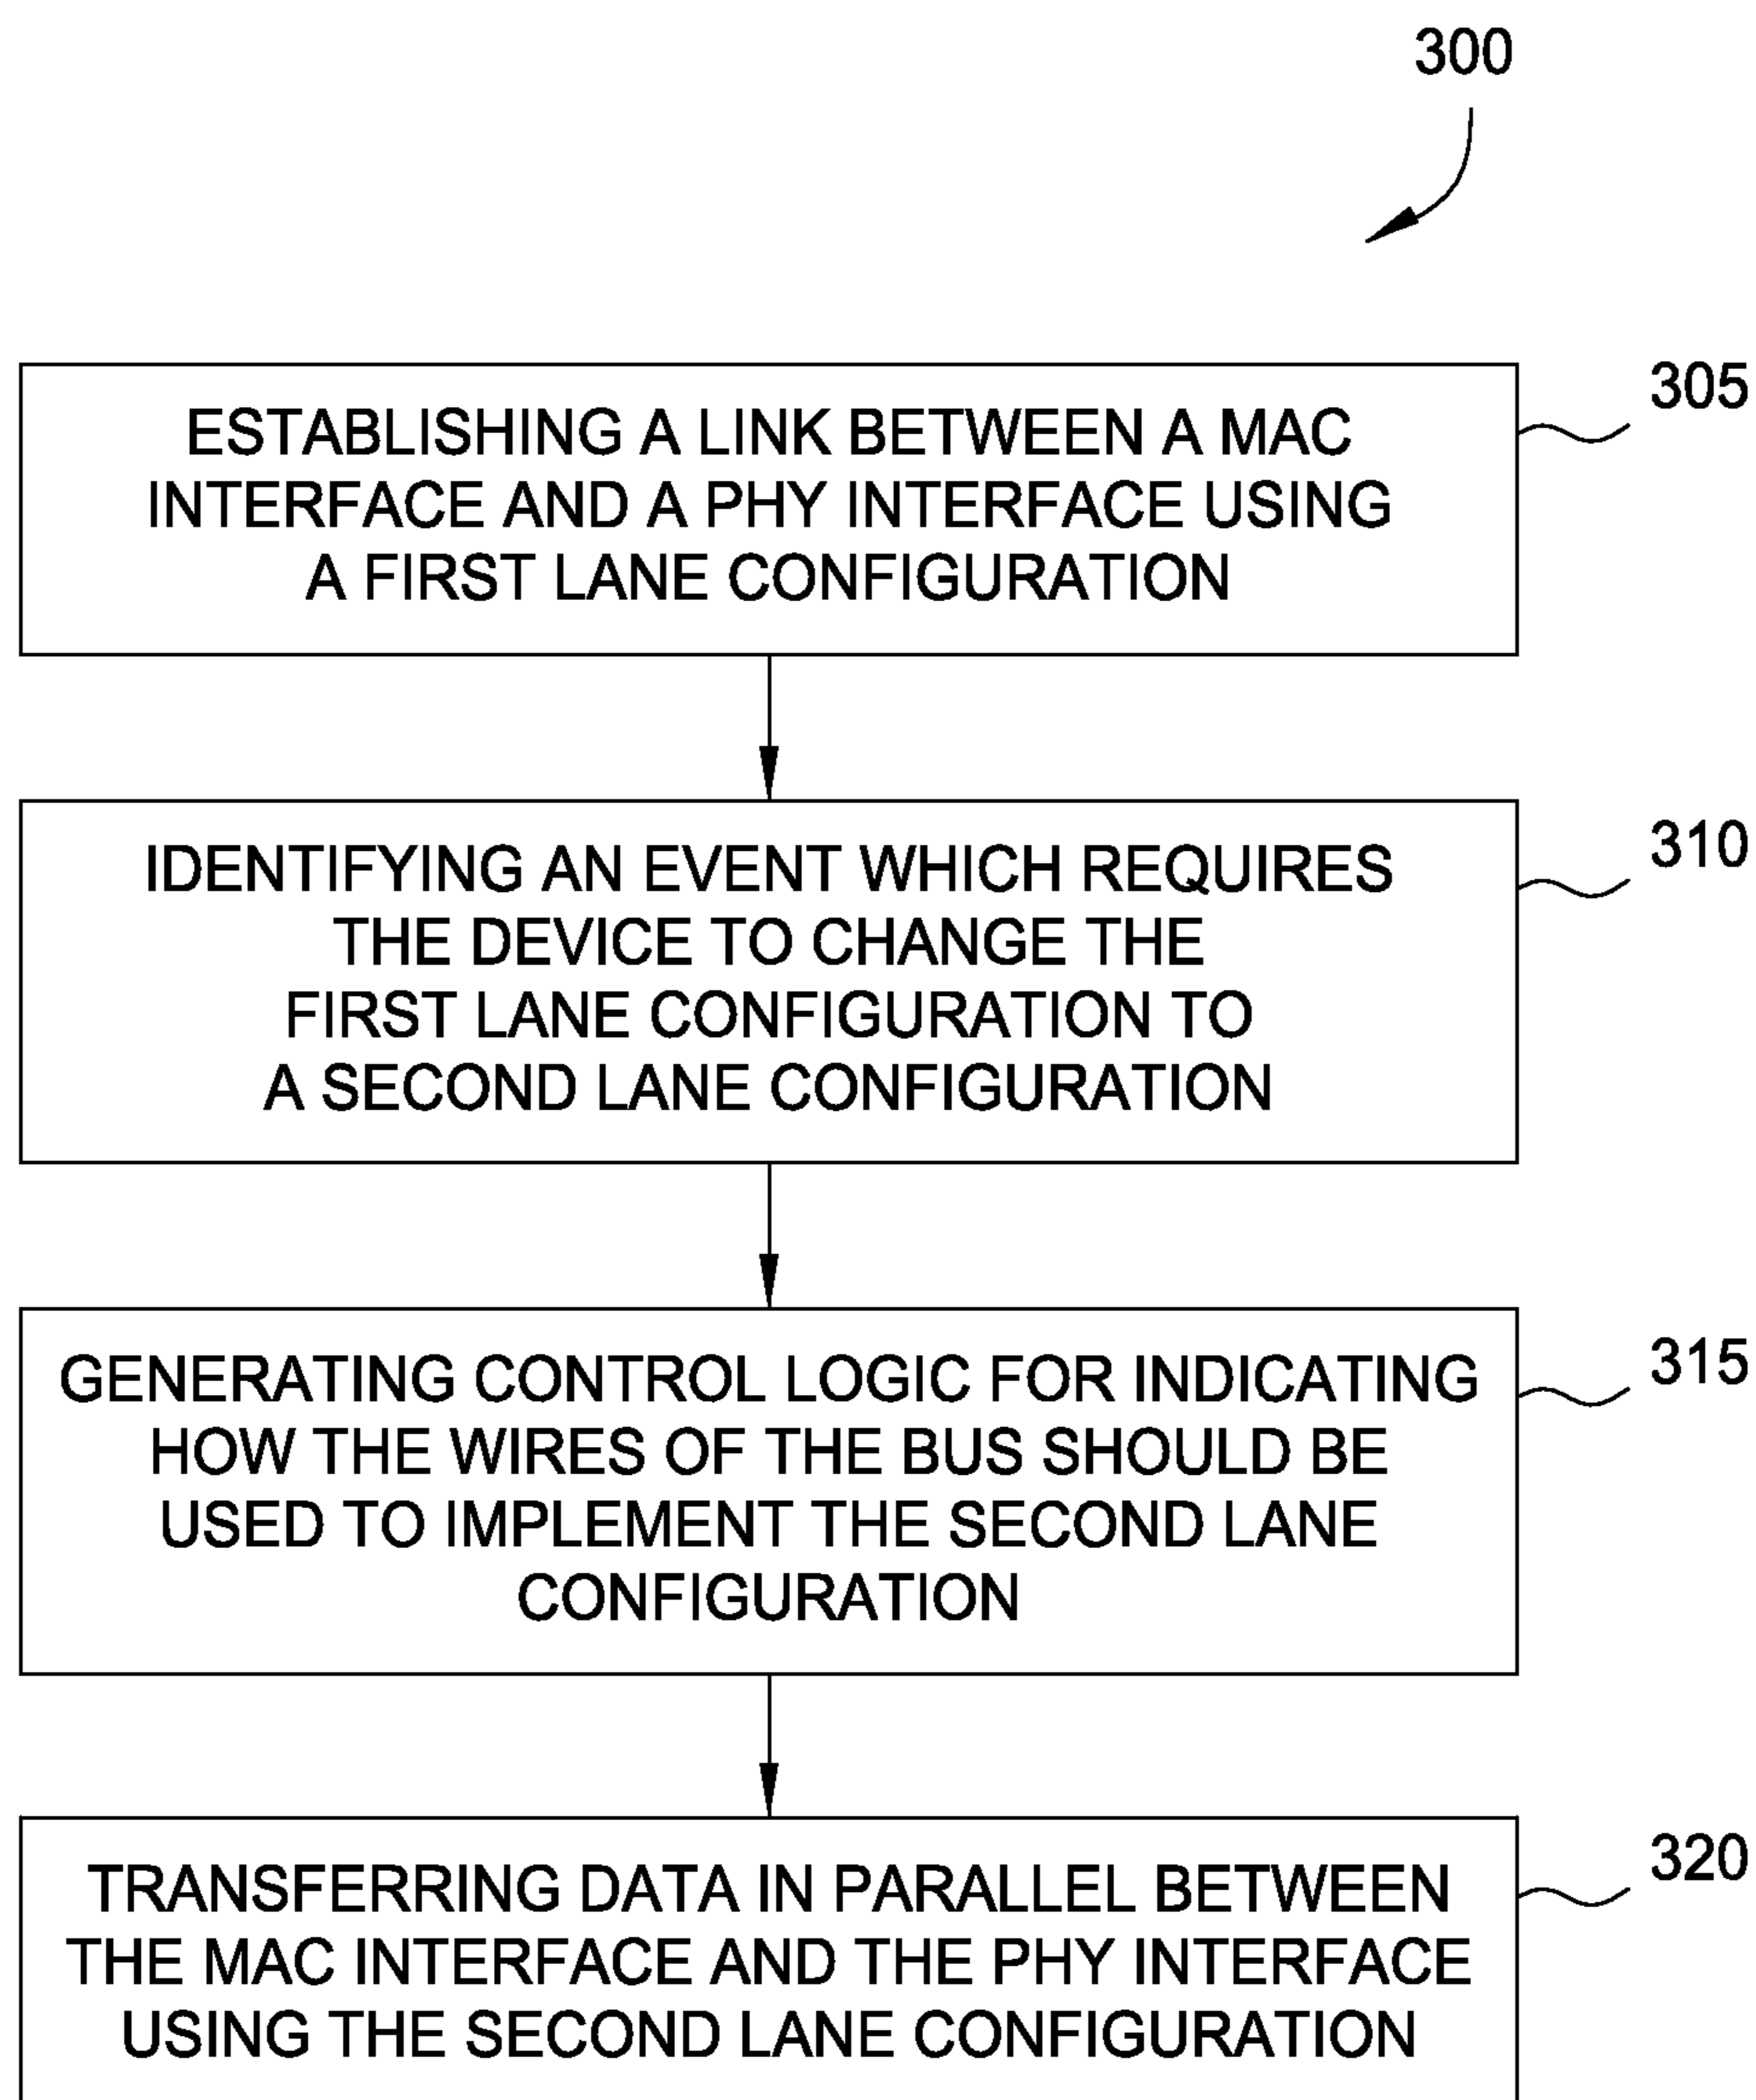 300
305
ESTABLISHING A LINK BETWEEN A MAC
INTERFACE AND A PHY INTERFACE USING
A FIRST LANE CONFIGURATION
310
IDENTIFYING AN EVENT WHICH REQUIRES
THE DEVICE TO CHANGE THE
FIRST LANE CONFIGURATION TO
A SECOND LANE CONFIGURATION
315
GENERATING CONTROL LOGIC FOR INDICATING
HOW THE WIRES OF THE BUS SHOULD BE
USED TO IMPLEMENT THE SECOND LANE
CONFIGURATION
320
TRANSFERRING DATA IN PARALLEL BETWEEN
THE MAC INTERFACE AND THE PHY INTERFACE
USING THE SECOND LANE CONFIGURATION